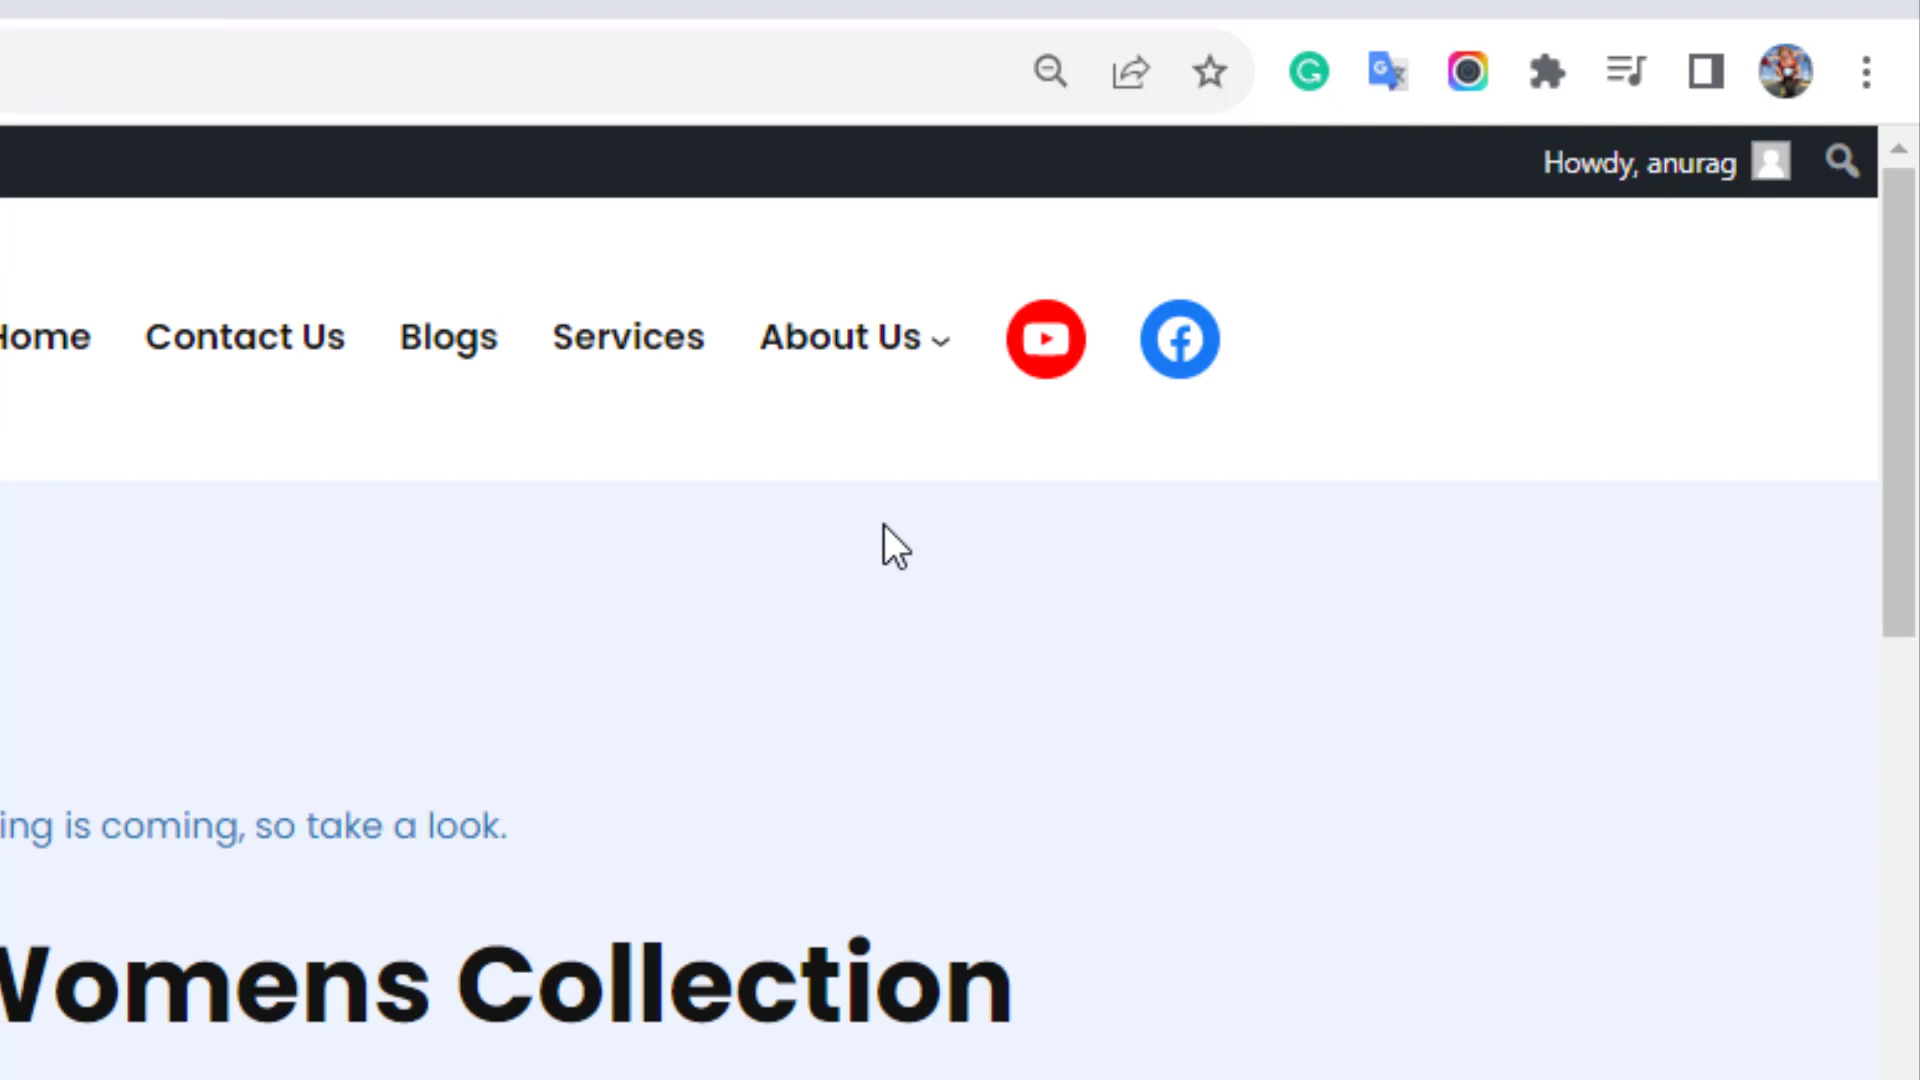 Howdy, anurag
Home Contact Us Blogs Services About Us
ing is coming, so take a look.
Womens Collection